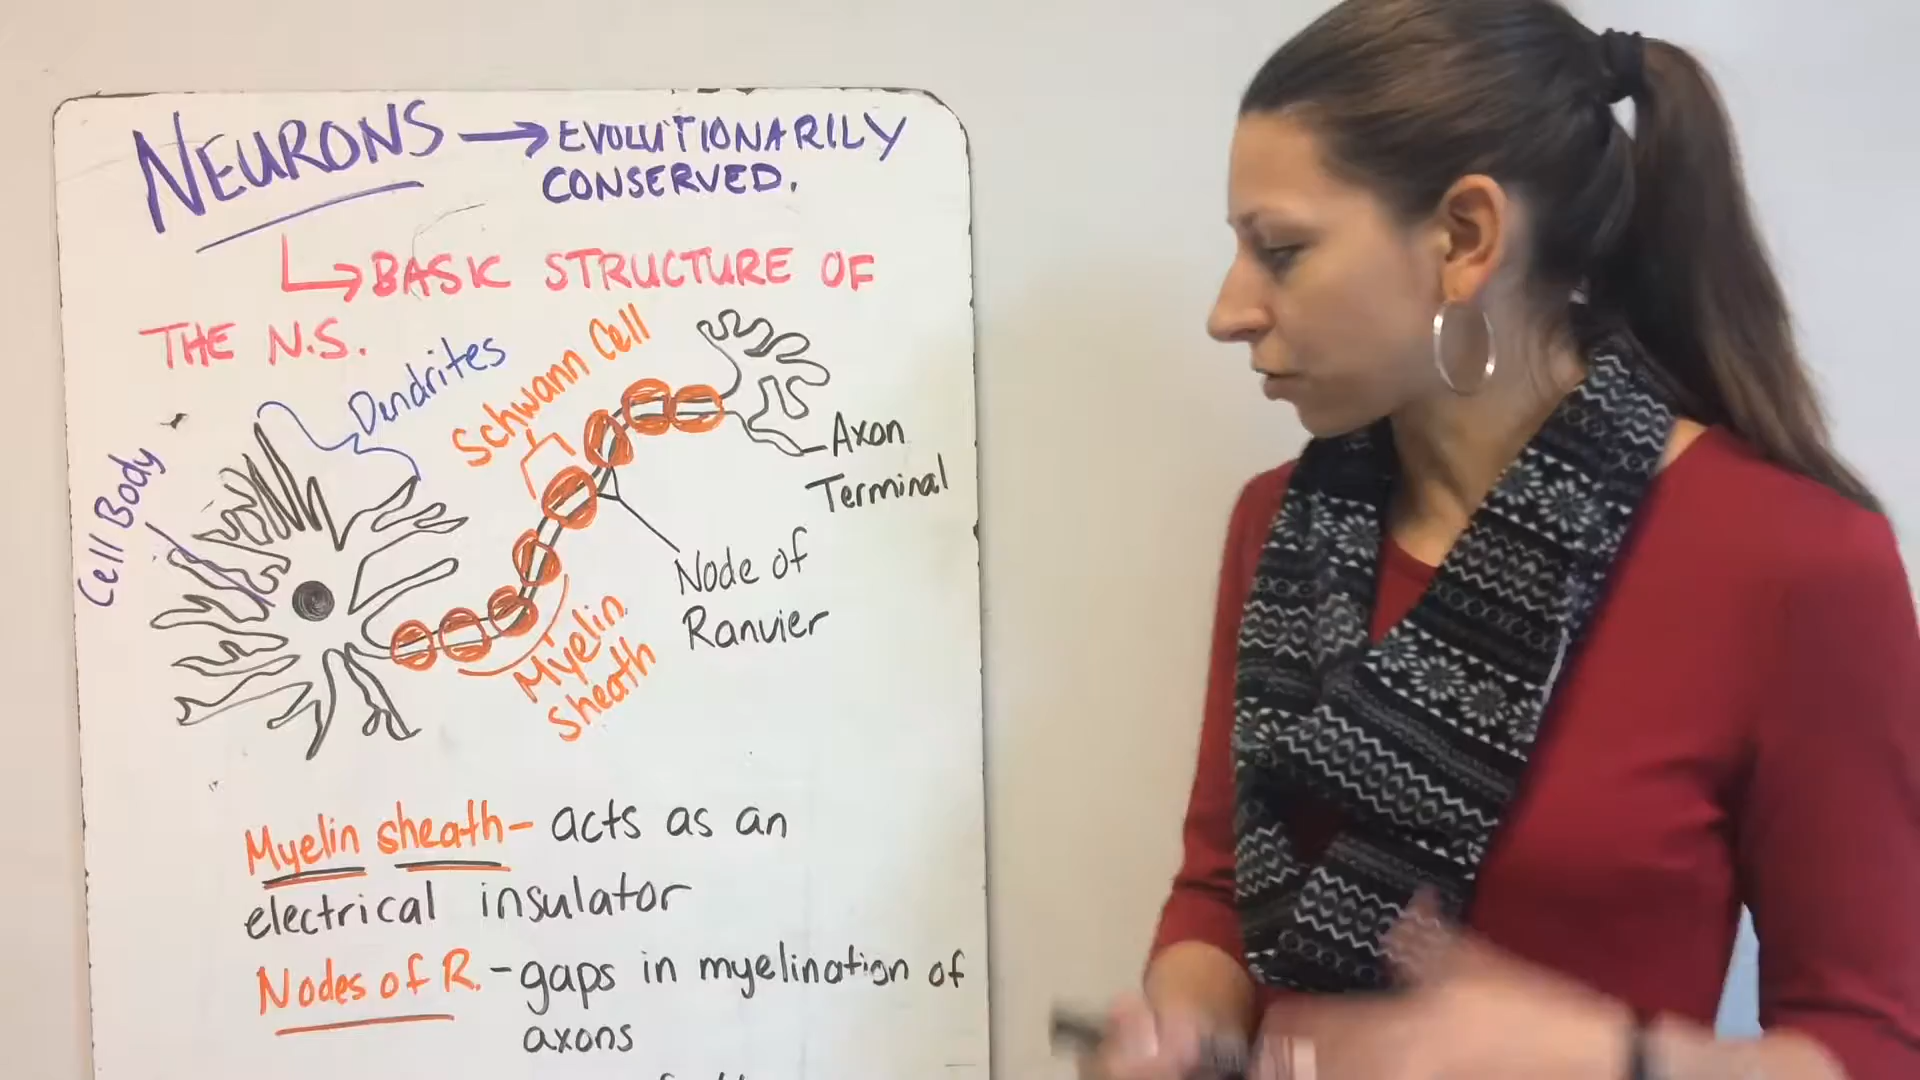 NEURONS → EVOLUTIONARILY
CONSERVED.
↳ BASIC STRUCTURE OF
THE N.S.
Dendrites
Schwann Cell
Cell Body
Axon
Terminal
Node of
Ranvier
Myelin
sheath
Myelin sheath - acts as an
electrical insulator
Nodes of R. - gaps in myelination of
axons